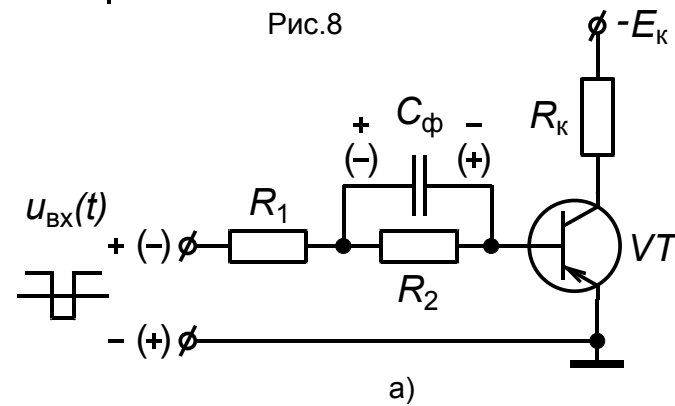 Рис.8
-Eк
Rк
+ Cф −
(−) (+)
uвх(t)
R1
+ (−)
VT
R2
− (+)
а)